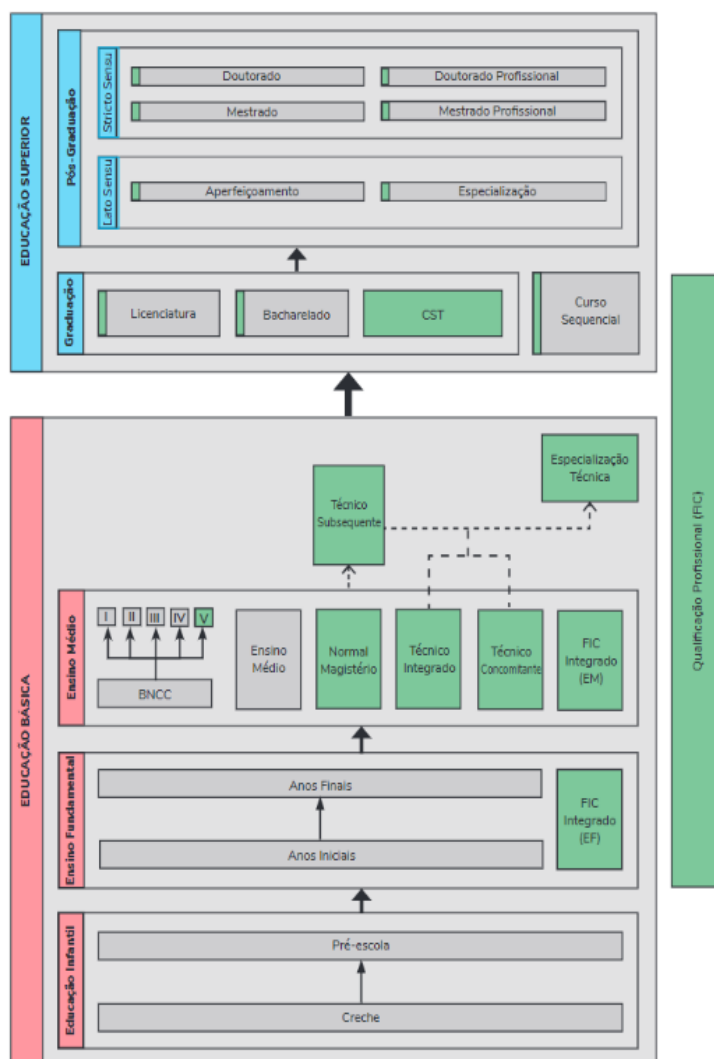 EDUCAÇÃO SUPERIOR
Pós-Graduação
Stricto Sensu
Doutorado
Doutorado Profissional
Mestrado
Mestrado Profissional
Lato Sensu
Aperfeiçoamento
Especialização
Graduação
Licenciatura
Bacharelado
CST
Curso
Sequencial
Qualificação Profissional (FIC)
EDUCAÇÃO BÁSICA
Especialização
Técnica
Técnico
Subsequente
Ensino Médio
I
II
III
IV
V
BNCC
Ensino
Médio
Normal
Magistério
Técnico
Integrado
Técnico
Concomitante
FIC
Integrado
(EM)
Ensino Fundamental
Anos Finais
Anos Iniciais
FIC
Integrado
(EF)
Educação Infantil
Pré-escola
Creche